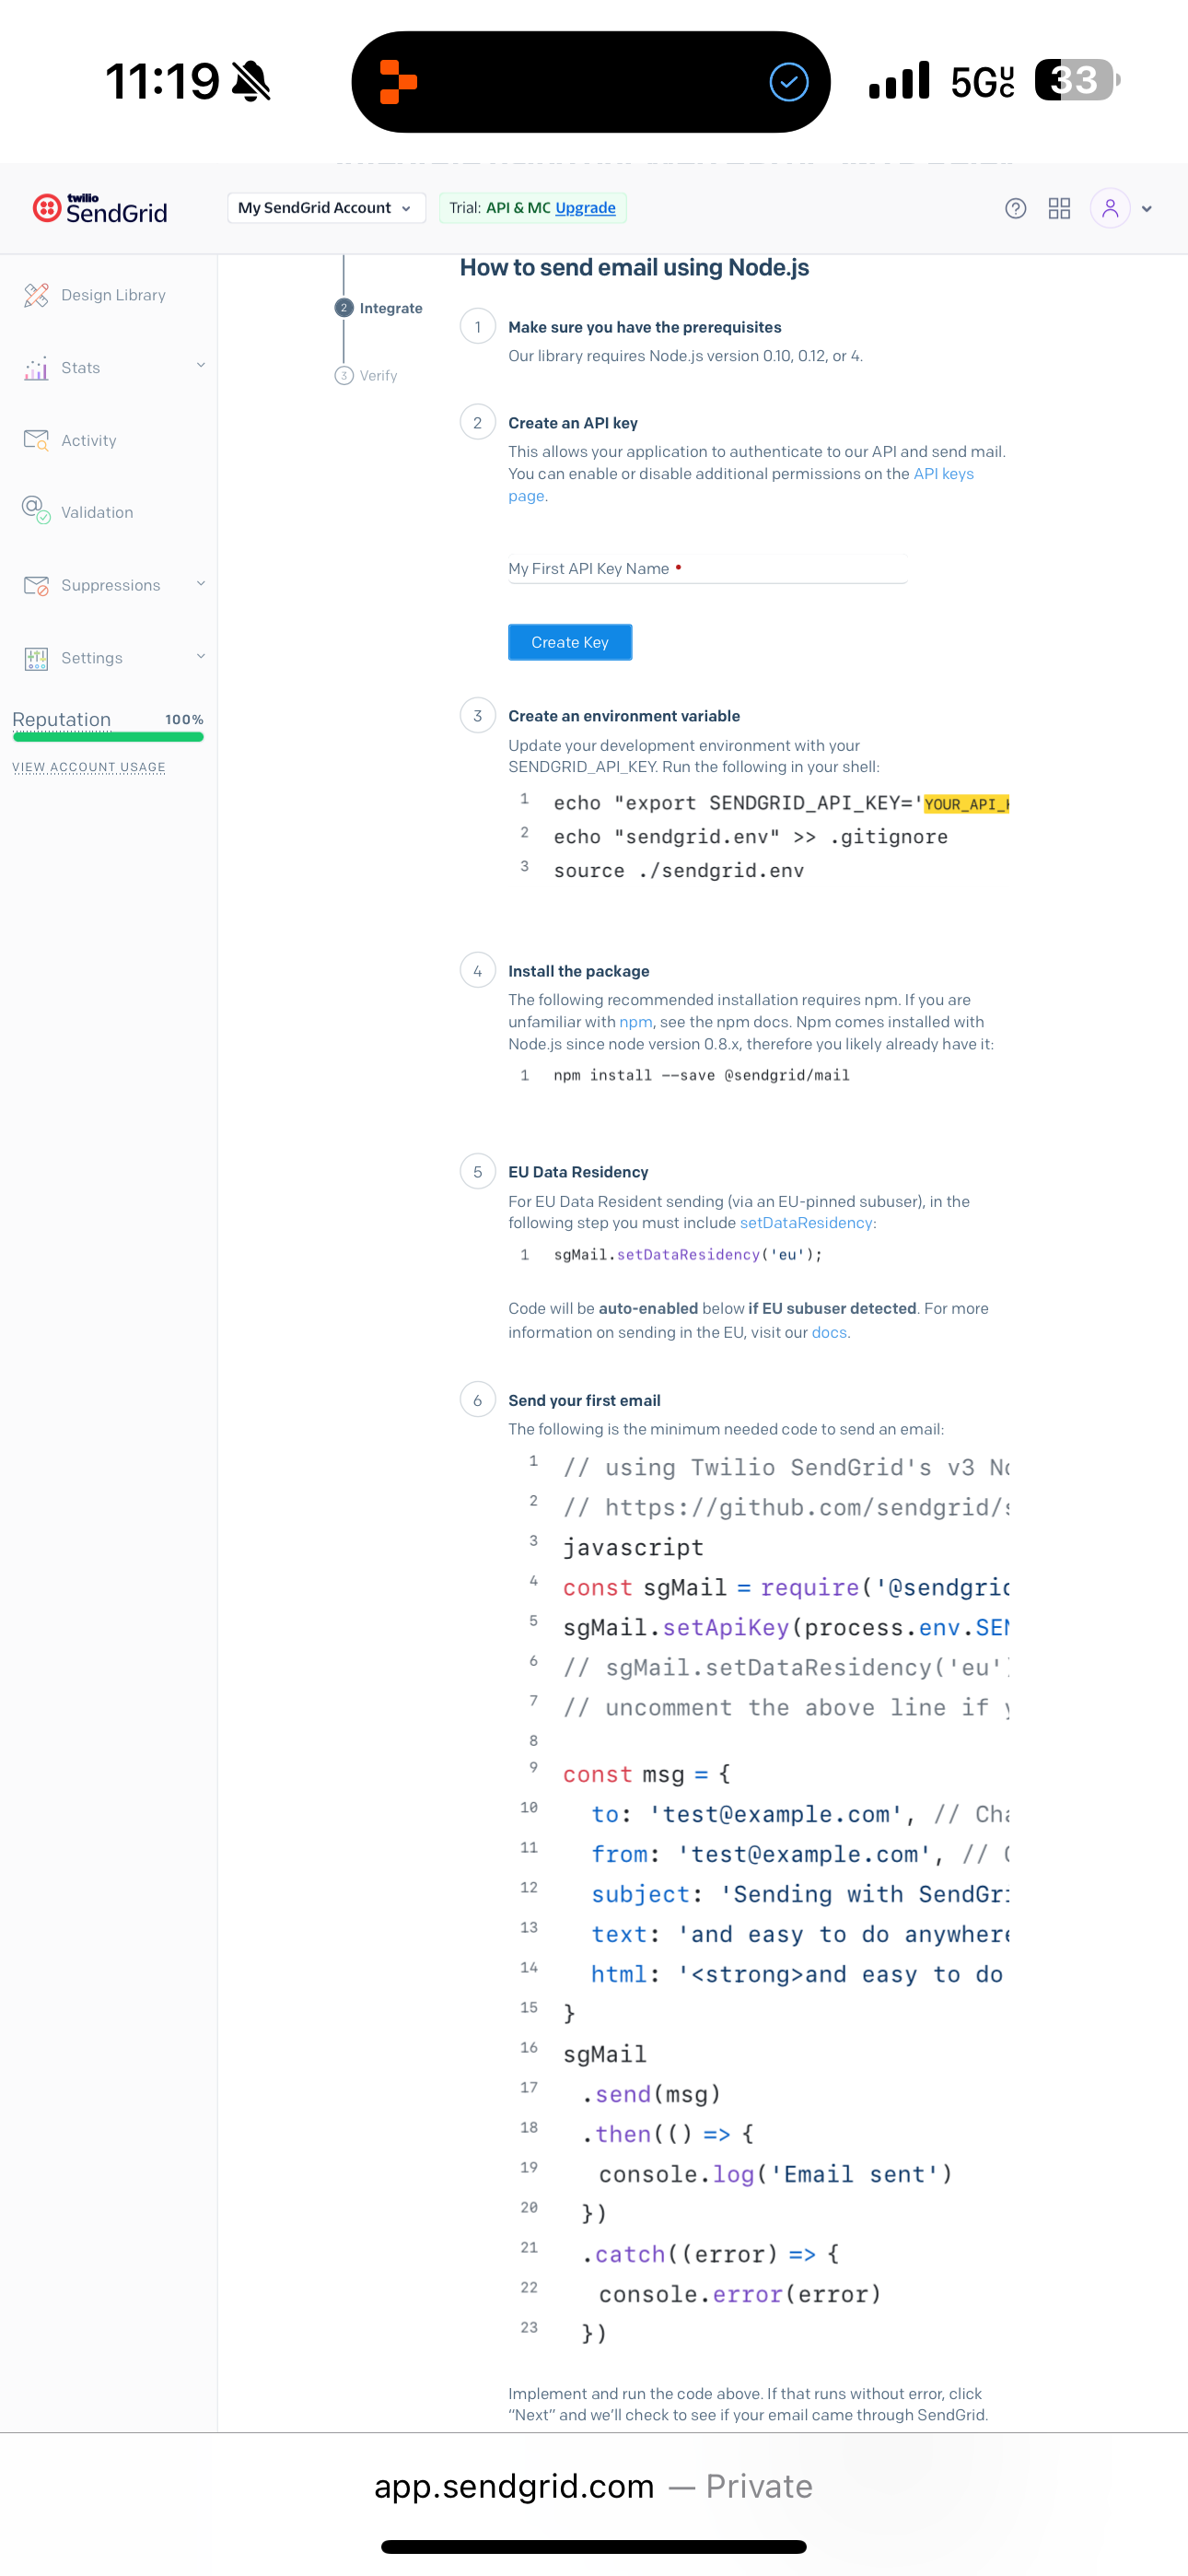 11:19
5G UC
33
twilio
SendGrid
My SendGrid Account
Trial: API & MC Upgrade
Design Library
Stats
Activity
Validation
Suppressions
Settings
Reputation 100%
VIEW ACCOUNT USAGE
2 Integrate
3 Verify
How to send email using Node.js
1 Make sure you have the prerequisites
Our library requires Node.js version 0.10, 0.12, or 4.
2 Create an API key
This allows your application to authenticate to our API and send mail.
You can enable or disable additional permissions on the API keys
page.
My First API Key Name •
Create Key
3 Create an environment variable
Update your development environment with your
SENDGRID_API_KEY. Run the following in your shell:
1 echo "export SENDGRID_API_KEY='YOUR_API_K
2 echo "sendgrid.env" >> .gitignore
3 source ./sendgrid.env
4 Install the package
The following recommended installation requires npm. If you are
unfamiliar with npm, see the npm docs. Npm comes installed with
Node.js since node version 0.8.x, therefore you likely already have it:
1 npm install --save @sendgrid/mail
5 EU Data Residency
For EU Data Resident sending (via an EU-pinned subuser), in the
following step you must include setDataResidency:
1 sgMail.setDataResidency('eu');
Code will be auto-enabled below if EU subuser detected. For more
information on sending in the EU, visit our docs.
6 Send your first email
The following is the minimum needed code to send an email:
1 // using Twilio SendGrid's v3 No
2 // https://github.com/sendgrid/s
3 javascript
4 const sgMail = require('@sendgrid
5 sgMail.setApiKey(process.env.SEN
6 // sgMail.setDataResidency('eu')
7 // uncomment the above line if y
8
9 const msg = {
10 to: 'test@example.com', // Cha
11 from: 'test@example.com', // C
12 subject: 'Sending with SendGri
13 text: 'and easy to do anywhere
14 html: '<strong>and easy to do
15 }
16 sgMail
17 .send(msg)
18 .then(() => {
19 console.log('Email sent')
20 })
21 .catch((error) => {
22 console.error(error)
23 })
Implement and run the code above. If that runs without error, click
“Next” and we’ll check to see if your email came through SendGrid.
app.sendgrid.com — Private